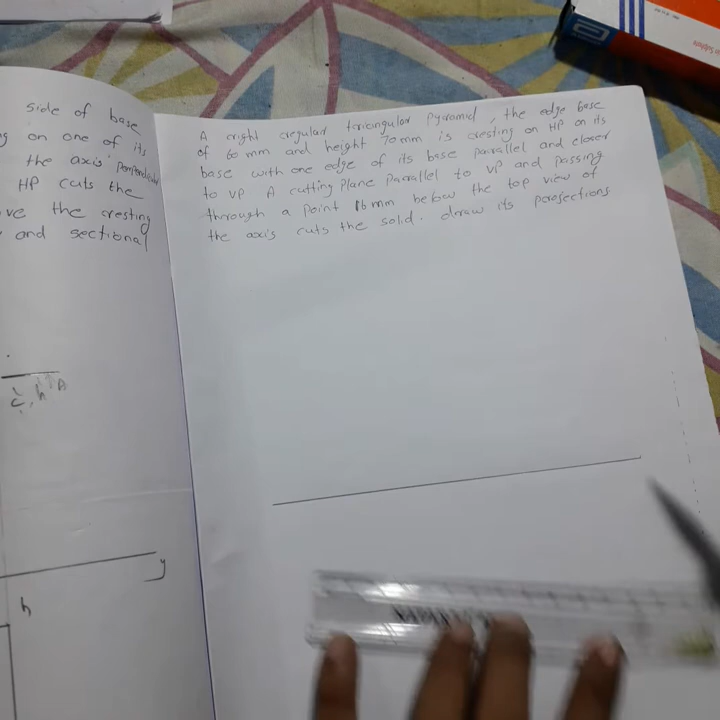 side of base
on one of its
the axis perpendicular
HP cuts the
ve the resting
and sectional
A right regular triangular pyramid, the edge base
of 60 mm and height 70 mm is resting on HP on its
base with one edge of its base parallel and closer
to VP A cutting plane parallel to VP and passing
through a point 16 mm below the top view of
the axis cuts the solid. draw its projections
y
h